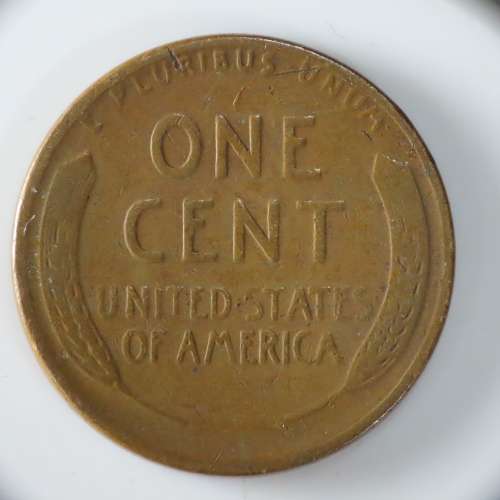 E PLURIBUS UNUM
ONE
CENT
UNITED·STATES
OF AMERICA